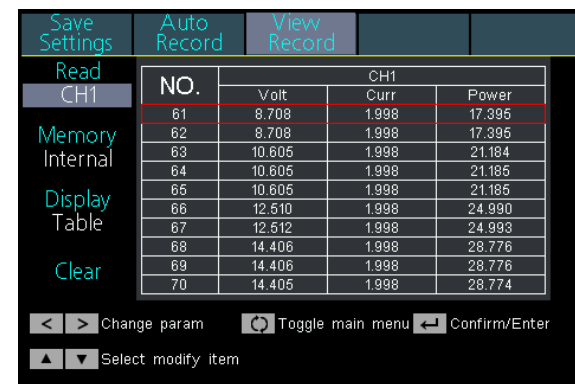 Save Settings
Auto Record
View Record
Read
CH1
Memory
Internal
Display
Table
Clear
NO. CH1
Volt Curr Power
61 8.708 1.998 17.395
62 8.708 1.998 17.395
63 10.605 1.998 21.184
64 10.605 1.998 21.185
65 10.605 1.998 21.185
66 12.510 1.998 24.990
67 12.512 1.998 24.993
68 14.406 1.998 28.776
69 14.406 1.998 28.776
70 14.405 1.998 28.774
< > Change param Toggle main menu Confirm/Enter
▲ ▼ Select modify item